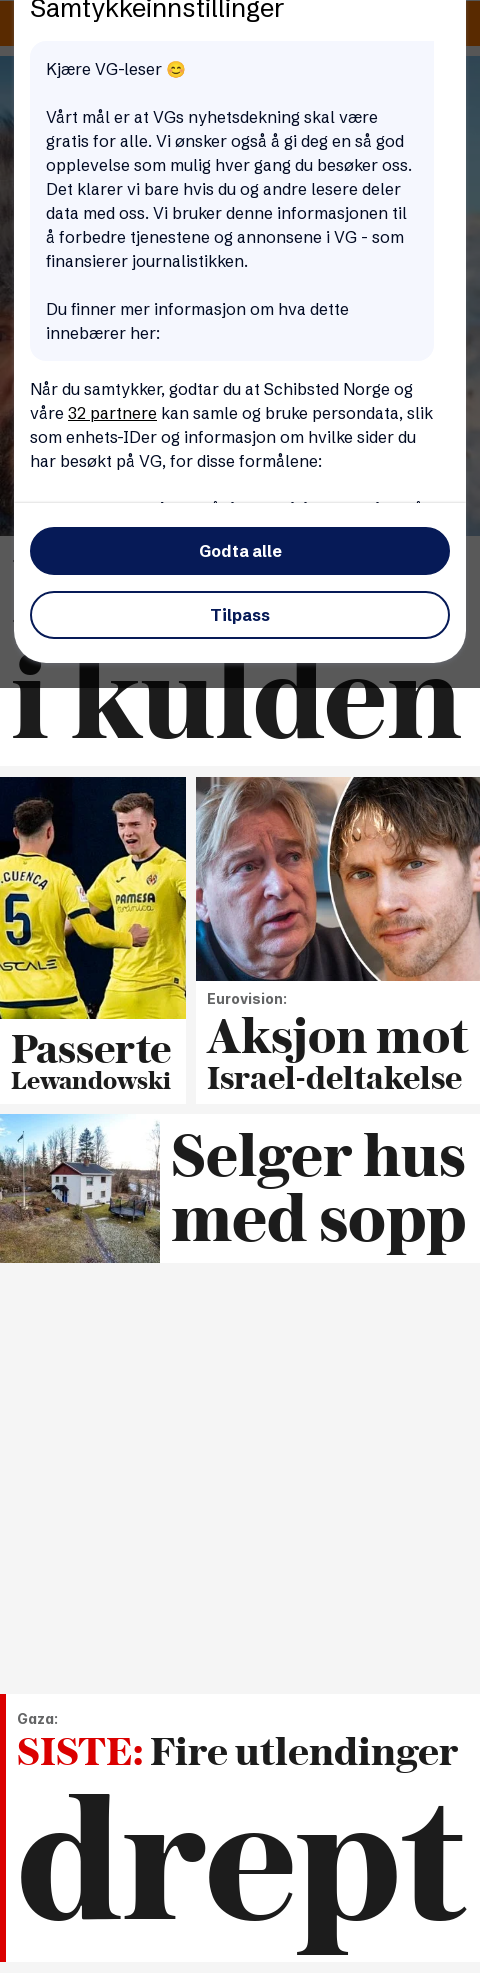 Samtykkeinnstillinger
Kjære VG-leser 😊
Vårt mål er at VGs nyhetsdekning skal være
gratis for alle. Vi ønsker også å gi deg en så god
opplevelse som mulig hver gang du besøker oss.
Det klarer vi bare hvis du og andre lesere deler
data med oss. Vi bruker denne informasjonen til
å forbedre tjenestene og annonsene i VG - som
finansierer journalistikken.
Du finner mer informasjon om hva dette
innebærer her:
Når du samtykker, godtar du at Schibsted Norge og
våre 32 partnere kan samle og bruke persondata, slik
som enhets-IDer og informasjon om hvilke sider du
har besøkt på VG, for disse formålene:
Godta alle
Tilpass
i kulden
.CUENCA
5
PAMESA
cerámica
PASCALE
Eurovision:
Passerte
Lewandowski
Aksjon mot
Israel-deltakelse
Selger hus
med sopp
Gaza:
SISTE: Fire utlendinger
drept